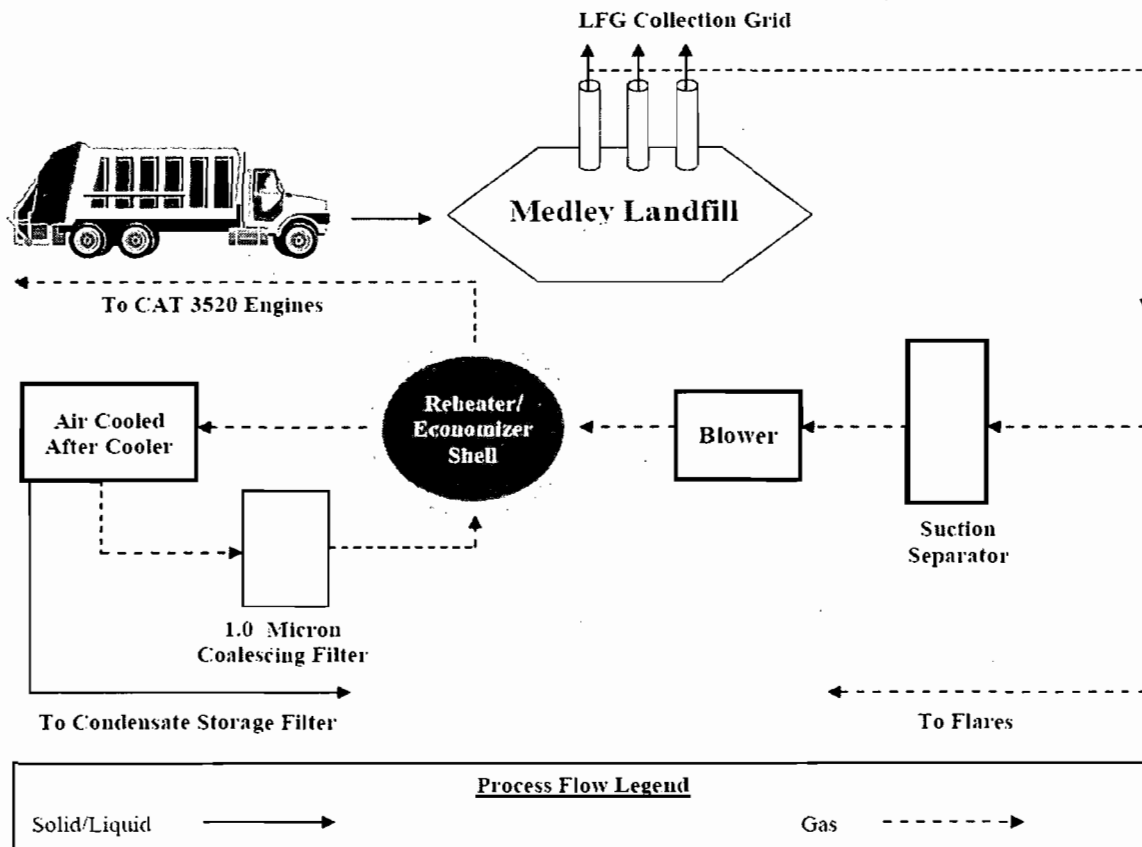 LFG Collection Grid
Medley Landfill
To CAT 3520 Engines
Air Cooled
After Cooler
Reheater/
Economizer
Shell
Blower
Suction
Separator
1.0 Micron
Coalescing Filter
To Condensate Storage Filter
To Flares
Process Flow Legend
Solid/Liquid
Gas